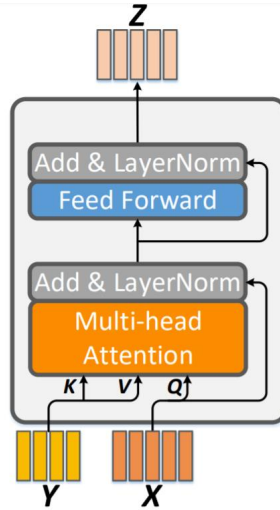 Z
Add & LayerNorm
Feed Forward
Add & LayerNorm
Multi-head
Attention
K V Q
Y X